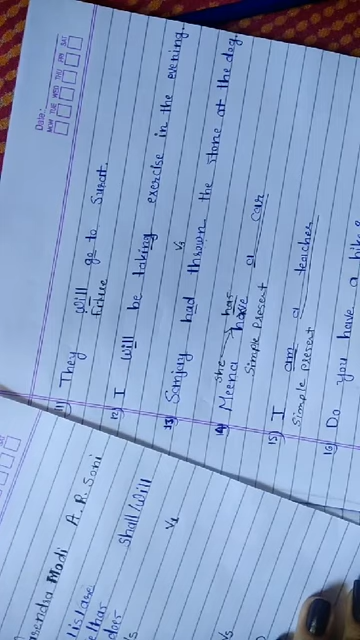 Date:
MON TUE WED THU FRI SAT
11) They will go to Surat.
Future
12) I will be taking exercise in the evening.
V3
13) Sanjay had thrown the stone at the dog.
she has
14) Meena have a car
Simple Present
15) I am a teacher
Simple Present
16) Do you have a bike
Modi A. R. Soni
shall/will
does
V1